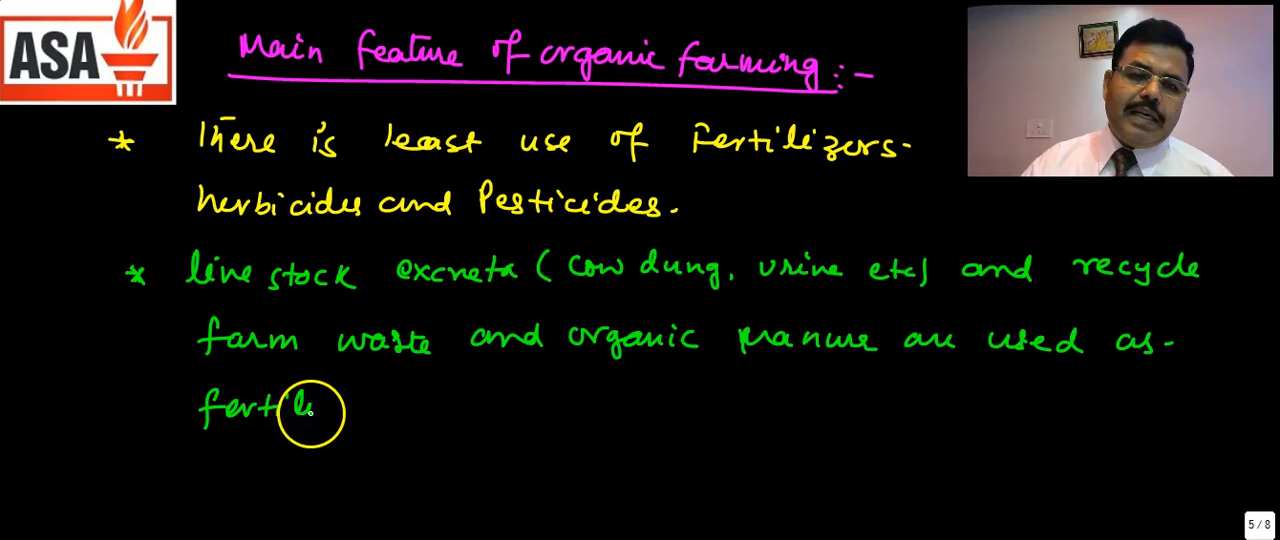 ASA
Main feature of organic farming :-
* There is least use of Fertilizers.
herbicides and Pesticides.
* live stock excreta (cow dung, urine etc) and recycle
farm waste and organic manure are used as.
fertili
5 / 8